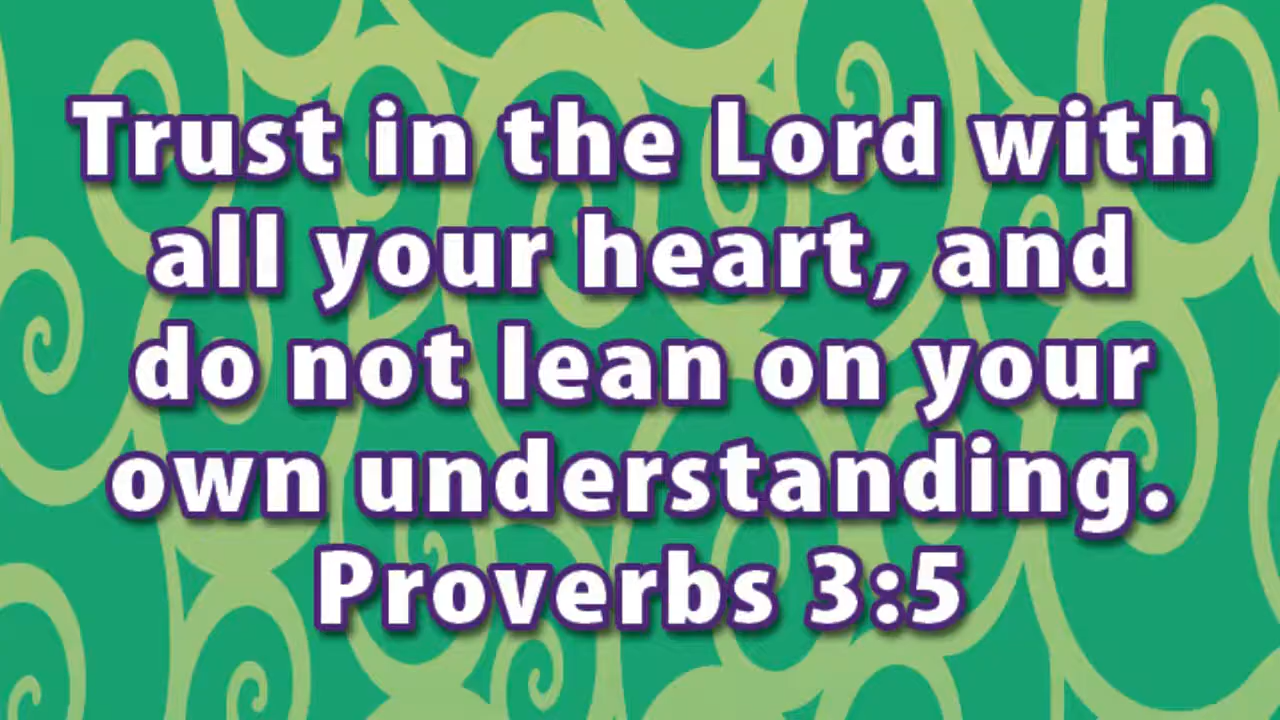 Trust in the Lord with
all your heart, and
do not lean on your
own understanding.
Proverbs 3:5